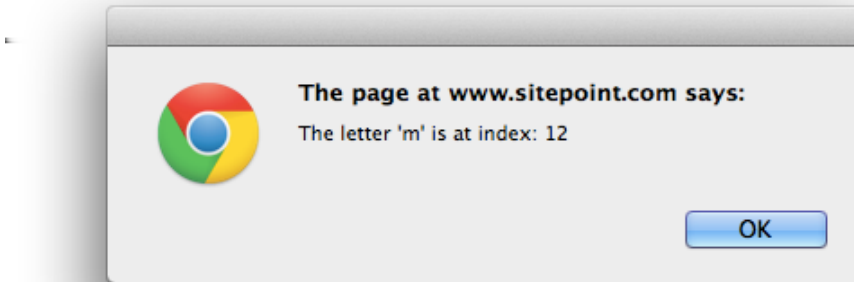 The page at www.sitepoint.com says:
The letter 'm' is at index: 12
OK